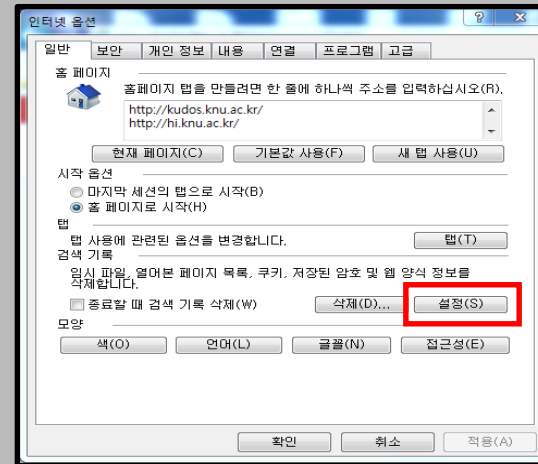 인터넷 옵션
일반 보안 개인 정보 내용 연결 프로그램 고급
홈 페이지
홈페이지 탭을 만들려면 한 줄에 하나씩 주소를 입력하십시오(R).
http://kudos.knu.ac.kr/
http://hi.knu.ac.kr/
현재 페이지(C) 기본값 사용(F) 새 탭 사용(U)
시작 옵션
마지막 세션의 탭으로 시작(B)
홈 페이지로 시작(H)
탭
탭 사용에 관련된 옵션을 변경합니다. 탭(T)
검색 기록
임시 파일, 열어본 페이지 목록, 쿠키, 저장된 암호 및 웹 양식 정보를
삭제합니다.
종료할 때 검색 기록 삭제(W) 삭제(D)... 설정(S)
모양
색(O) 언어(L) 글꼴(N) 접근성(E)
확인 취소 적용(A)